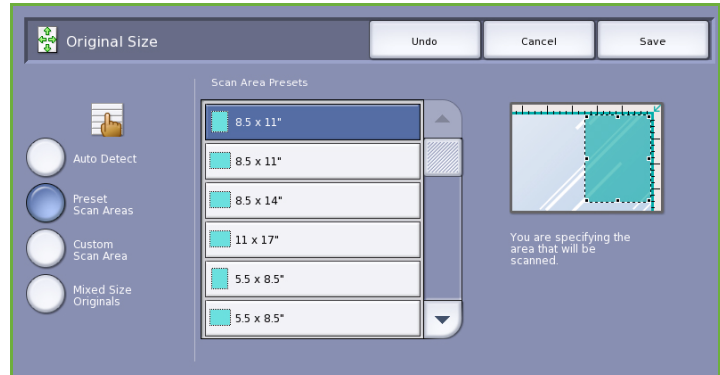 Original Size
Undo
Cancel
Save
Scan Area Presets
Auto Detect
Preset
Scan Areas
Custom
Scan Area
Mixed Size
Originals
8.5 x 11"
8.5 x 11"
8.5 x 14"
11 x 17"
5.5 x 8.5"
5.5 x 8.5"
You are specifying the
area that will be
scanned.